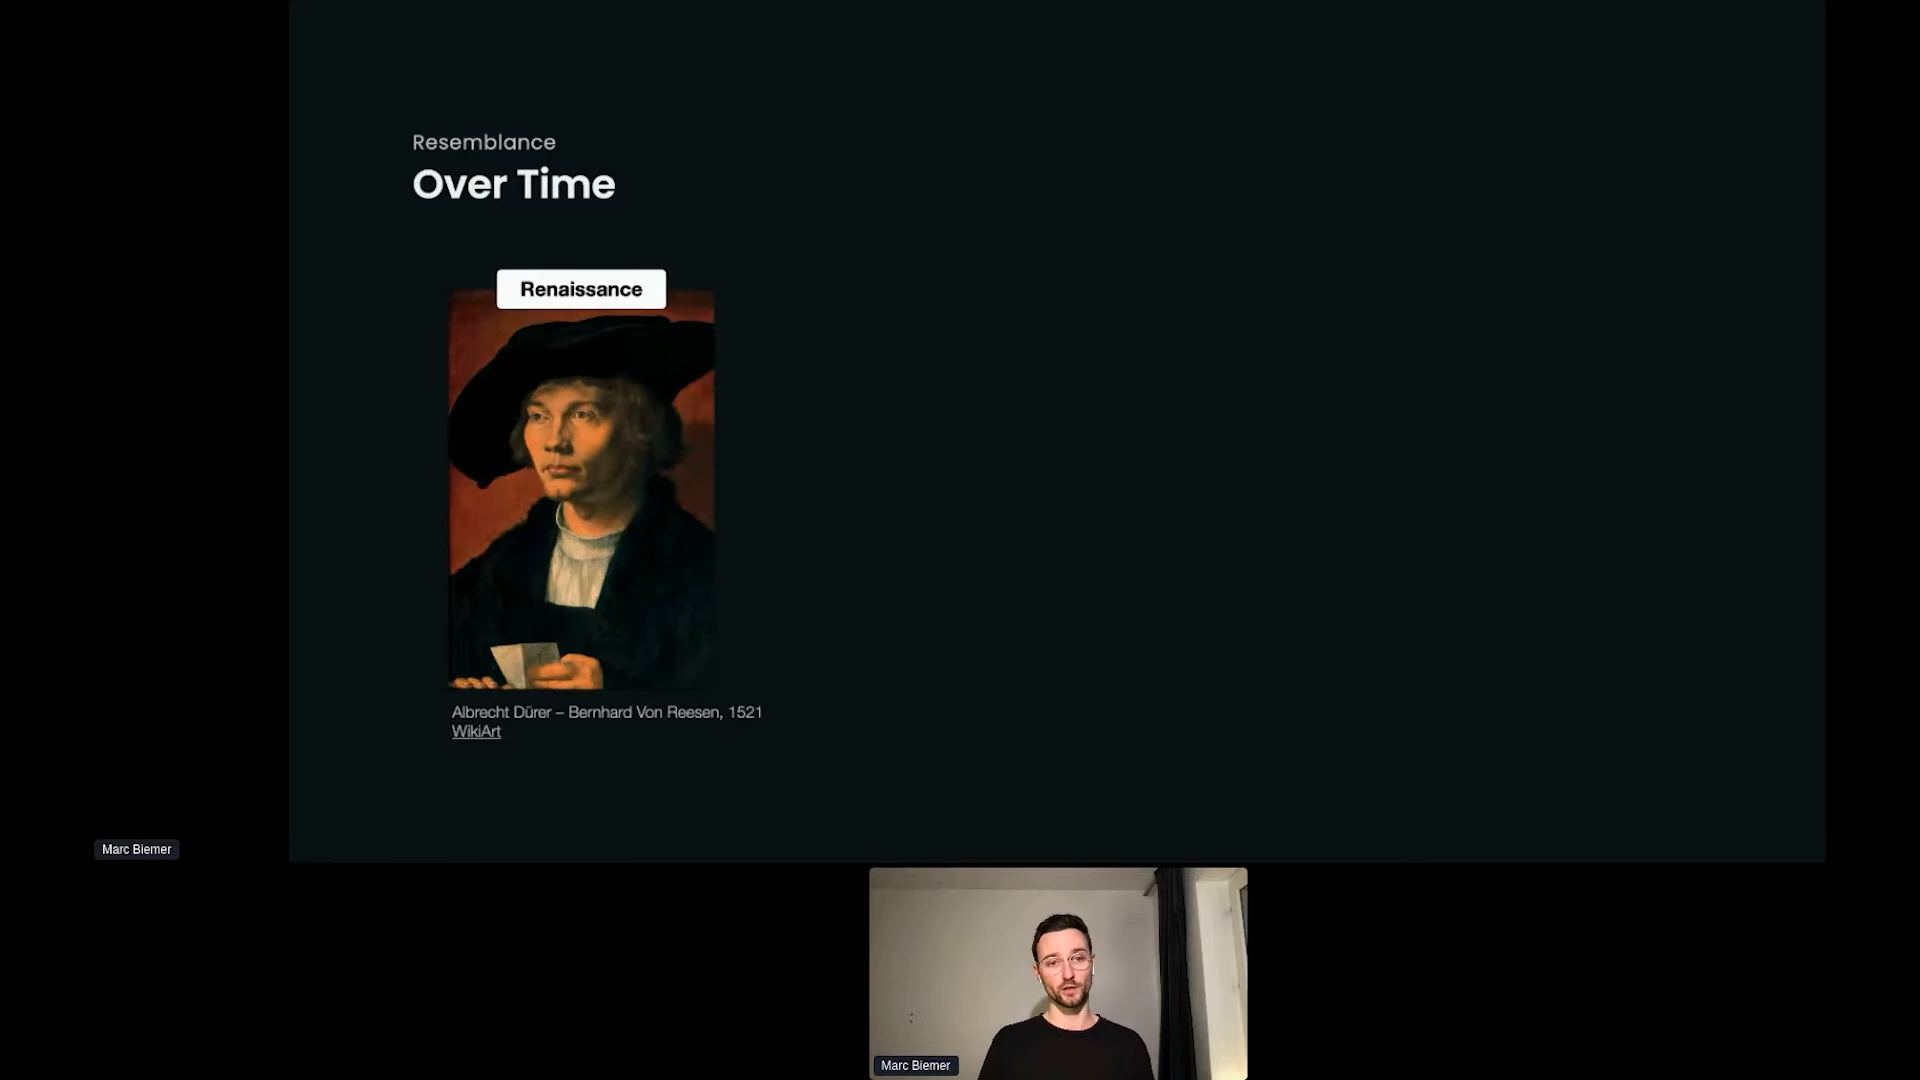 Resemblance
Over Time
Renaissance
Albrecht Dürer – Bernhard Von Reesen, 1521
WikiArt
Marc Biemer
Marc Biemer